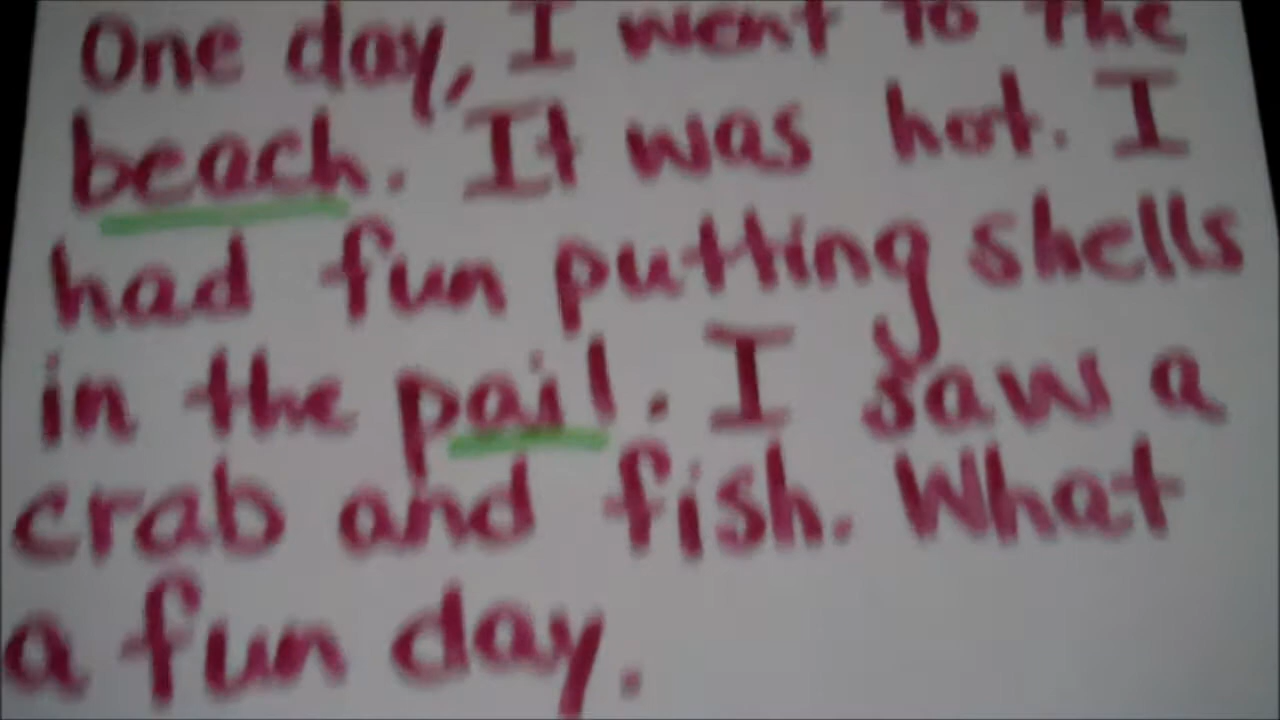 One day, I went to the
beach. It was hot. I
had fun putting shells
in the pail. I saw a
crab and fish. What
a fun day.